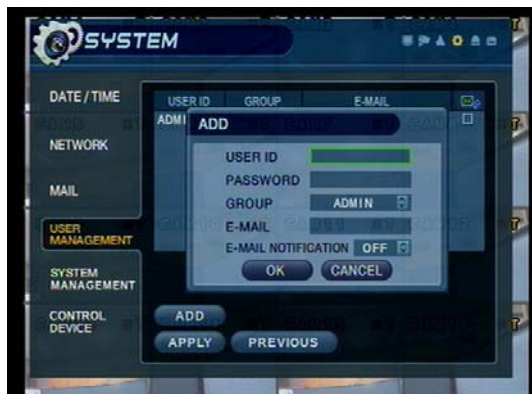 SYSTEM
DATE / TIME
NETWORK
MAIL
USER MANAGEMENT
SYSTEM MANAGEMENT
CONTROL DEVICE
USER ID GROUP E-MAIL
ADMI
ADD
USER ID
PASSWORD
GROUP ADMIN
E-MAIL
E-MAIL NOTIFICATION OFF
OK CANCEL
ADD
APPLY PREVIOUS